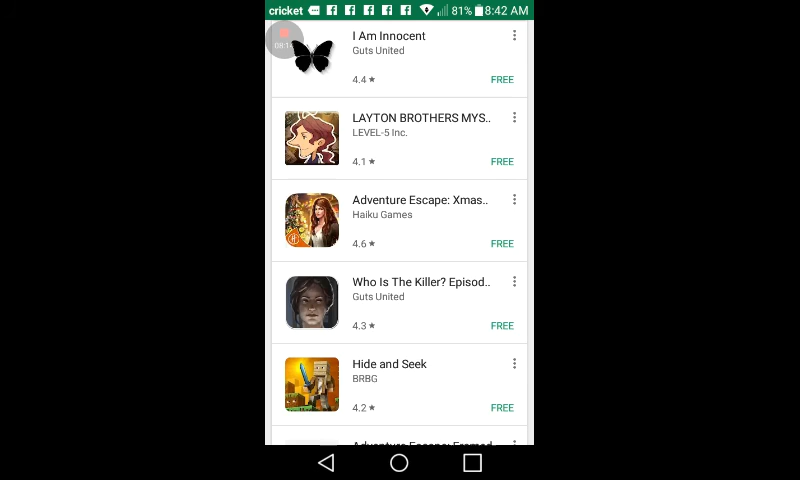 cricket 81% 8:42 AM
I Am Innocent
Guts United
4.4 ★ FREE
LAYTON BROTHERS MYS..
LEVEL-5 Inc.
4.1 ★ FREE
Adventure Escape: Xmas..
Haiku Games
4.6 ★ FREE
Who Is The Killer? Episod..
Guts United
4.3 ★ FREE
Hide and Seek
BRBG
4.2 ★ FREE
Adventure Escape: